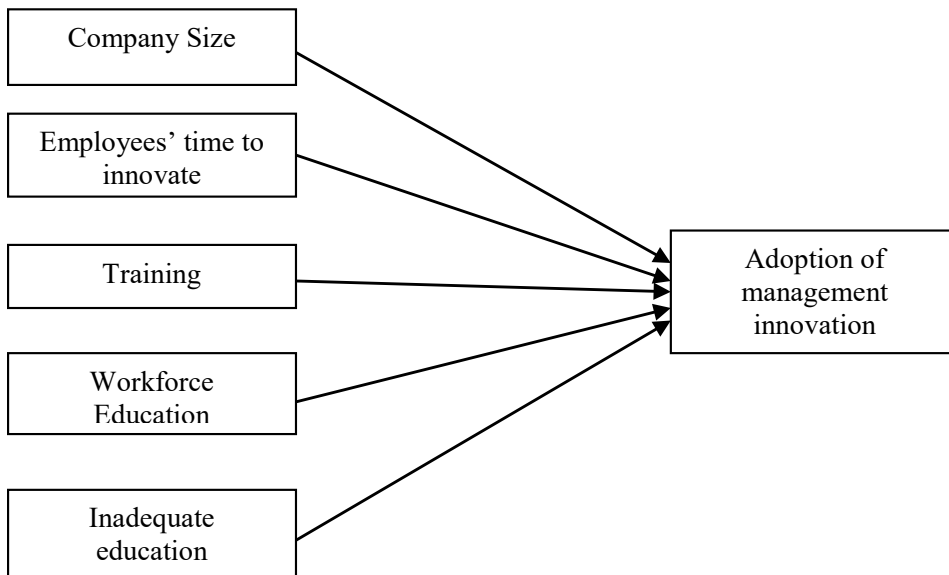 Company Size
Employees’ time to
innovate
Training
Workforce
Education
Inadequate
education
Adoption of
management
innovation